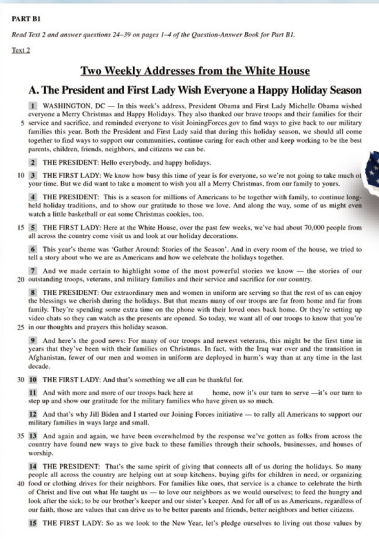 PART B1
Read Text 2 and answer questions 24–39 on pages 1–4 of the Question-Answer Book for Part B1.
Text 2
Two Weekly Addresses from the White House
A. The President and First Lady Wish Everyone a Happy Holiday Season
1 WASHINGTON, DC — In this week's address, President Obama and First Lady Michelle Obama wished
everyone a Merry Christmas and Happy Holidays. They also thanked our brave troops and their families for their
5 service and sacrifice, and reminded everyone to visit JoiningForces.gov to find ways to give back to our military
families this year. Both the President and First Lady said that during this holiday season, we should all come
together to find ways to support our communities, continue caring for each other and keep working to be the best
parents, children, friends, neighbors, and citizens we can be.
2 THE PRESIDENT: Hello everybody, and happy holidays.
10 3 THE FIRST LADY: We know how busy this time of year is for everyone, so we're not going to take much of
your time. But we did want to take a moment to wish you all a Merry Christmas, from our family to yours.
4 THE PRESIDENT: This is a season for millions of Americans to be together with family, to continue long-
held holiday traditions, and to show our gratitude to those we love. And along the way, some of us might even
watch a little basketball or eat some Christmas cookies, too.
15 5 THE FIRST LADY: Here at the White House, over the past few weeks, we've had about 70,000 people from
all across the country come visit us and look at our holiday decorations.
6 This year's theme was 'Gather Around: Stories of the Season'. And in every room of the house, we tried to
tell a story about who we are as Americans and how we celebrate the holidays together.
7 And we made certain to highlight some of the most powerful stories we know — the stories of our
20 outstanding troops, veterans, and military families and their service and sacrifice for our country.
8 THE PRESIDENT: Our extraordinary men and women in uniform are serving so that the rest of us can enjoy
the blessings we cherish during the holidays. But that means many of our troops are far from home and far from
family. They're spending some extra time on the phone with their loved ones back home. Or they're setting up
video chats so they can watch as the presents are opened. So today, we want all of our troops to know that you're
25 in our thoughts and prayers this holiday season.
9 And here's the good news: For many of our troops and newest veterans, this might be the first time in
years that they've been with their families on Christmas. In fact, with the Iraq war over and the transition in
Afghanistan, fewer of our men and women in uniform are deployed in harm's way than at any time in the last
decade.
30 10 THE FIRST LADY: And that's something we all can be thankful for.
11 And with more and more of our troops back here at home, now it's our turn to serve —it's our turn to
step up and show our gratitude for the military families who have given us so much.
12 And that's why Jill Biden and I started our Joining Forces initiative — to rally all Americans to support our
military families in ways large and small.
35 13 And again and again, we have been overwhelmed by the response we've gotten as folks from across the
country have found new ways to give back to these families through their schools, businesses, and houses of
worship.
14 THE PRESIDENT: That's the same spirit of giving that connects all of us during the holidays. So many
people all across the country are helping out at soup kitchens, buying gifts for children in need, or organizing
40 food or clothing drives for their neighbors. For families like ours, that service is a chance to celebrate the birth
of Christ and live out what He taught us — to love our neighbors as we would ourselves; to feed the hungry and
look after the sick; to be our brother's keeper and our sister's keeper. And for all of us as Americans, regardless of
our faith, those are values that can drive us to be better parents and friends, better neighbors and better citizens.
15 THE FIRST LADY: So as we look to the New Year, let's pledge ourselves to living out those values by